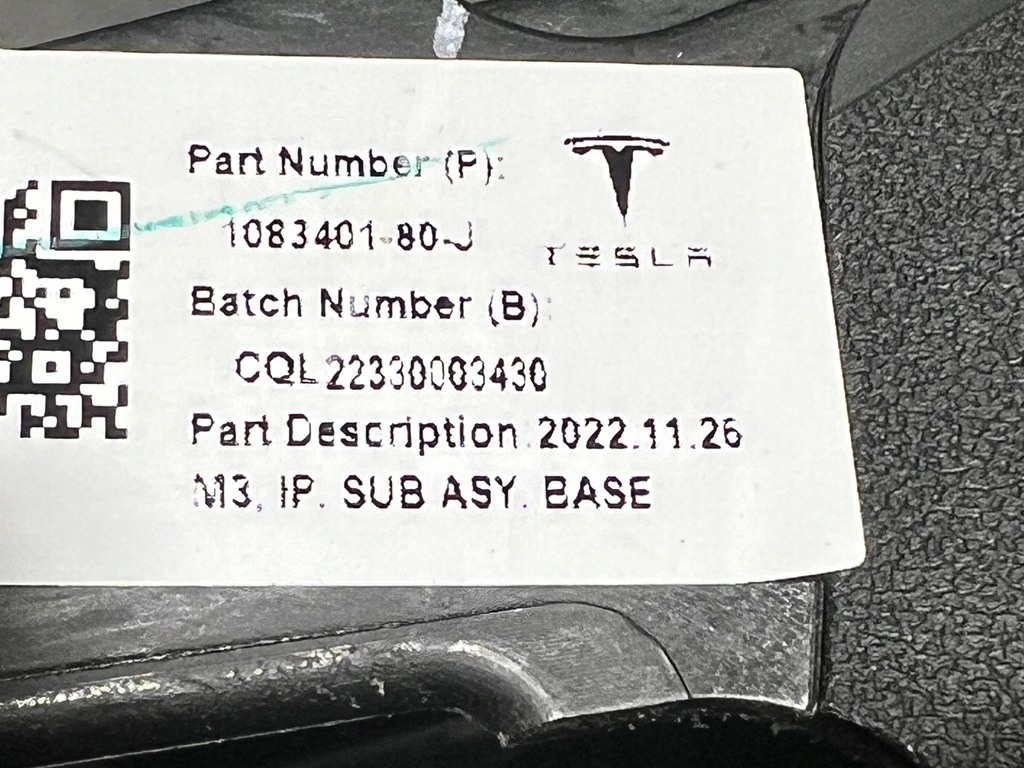 Part Number (P):
1083401-80-J
TESLA
Batch Number (B):
CQL22330003430
Part Description 2022.11.26
M3, IP. SUB ASY. BASE